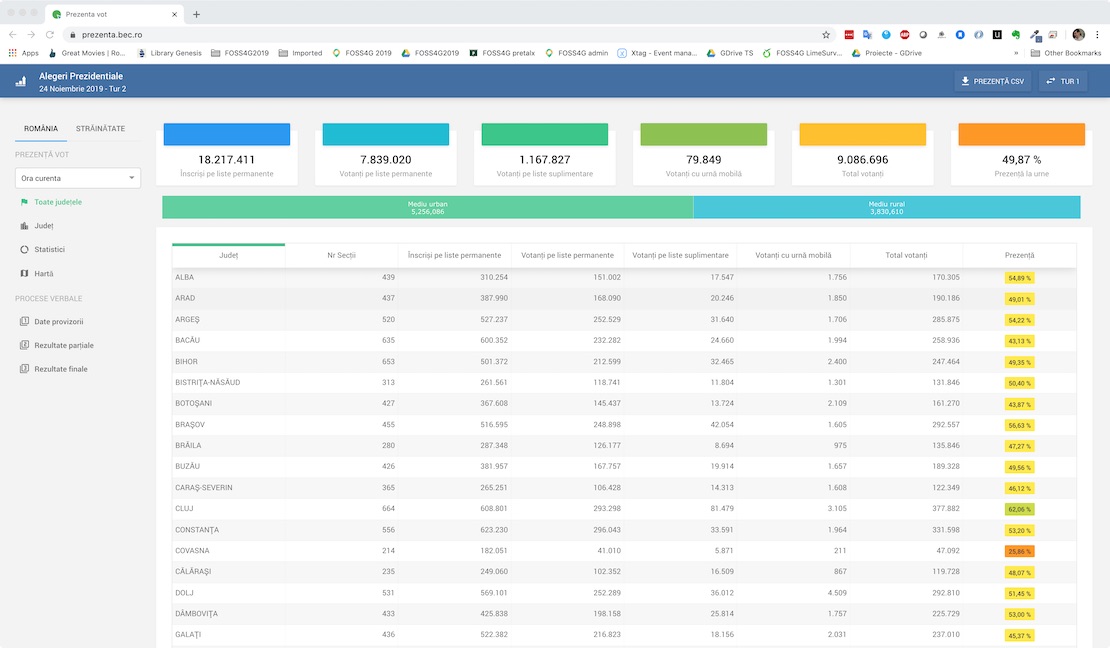 Prezenta vot
prezenta.bec.ro
Apps
Great Movies | Ro...
Library Genesis
FOSS4G2019
Imported
FOSS4G 2019
FOSS4G2019
FOSS4G pretalx
FOSS4G admin
Xtag - Event mana...
GDrive TS
FOSS4G LimeSurv...
Proiecte - GDrive
»
Other Bookmarks
Alegeri Prezidentiale
24 Noiembrie 2019 - Tur 2
PREZENȚĂ CSV
TUR 1
ROMÂNIA STRĂINĂTATE
PREZENȚĂ VOT
Ora curenta
Toate județele
Județ
Statistici
Hartă
PROCESE VERBALE
Date provizorii
Rezultate parțiale
Rezultate finale
18.217.411
Înscriși pe liste permanente
7.839.020
Votanți pe liste permanente
1.167.827
Votanți pe liste suplimentare
79.849
Votanți cu urnă mobilă
9.086.696
Total votanți
49,87 %
Prezență la urne
Mediu urban
5,256,086
Mediu rural
3,830,610
Județ Nr Secții Înscriși pe liste permanente Votanți pe liste permanente Votanți pe liste suplimentare Votanți cu urnă mobilă Total votanți Prezență
ALBA 439 310.254 151.002 17.547 1.756 170.305 54,89 %
ARAD 437 387.990 168.090 20.246 1.850 190.186 49,01 %
ARGEŞ 520 527.237 252.529 31.640 1.706 285.875 54,22 %
BACĂU 635 600.352 232.282 24.660 1.994 258.936 43,13 %
BIHOR 653 501.372 212.599 32.465 2.400 247.464 49,35 %
BISTRIŢA-NĂSĂUD 313 261.561 118.741 11.804 1.301 131.846 50,40 %
BOTOŞANI 427 367.608 145.437 13.724 2.109 161.270 43,87 %
BRAŞOV 455 516.595 248.898 42.054 1.605 292.557 56,63 %
BRĂILA 280 287.348 126.177 8.694 975 135.846 47,27 %
BUZĂU 426 381.957 167.757 19.914 1.657 189.328 49,56 %
CARAŞ-SEVERIN 365 265.251 106.428 14.313 1.608 122.349 46,12 %
CLUJ 664 608.801 293.298 81.479 3.105 377.882 62,06 %
CONSTANŢA 556 623.230 296.043 33.591 1.964 331.598 53,20 %
COVASNA 214 182.051 41.010 5.871 211 47.092 25,86 %
CĂLĂRAŞI 235 249.060 102.352 16.509 867 119.728 48,07 %
DOLJ 531 569.101 252.289 36.012 4.509 292.810 51,45 %
DÂMBOVIŢA 433 425.838 198.158 25.814 1.757 225.729 53,00 %
GALAŢI 436 522.382 216.823 18.156 2.031 237.010 45,37 %